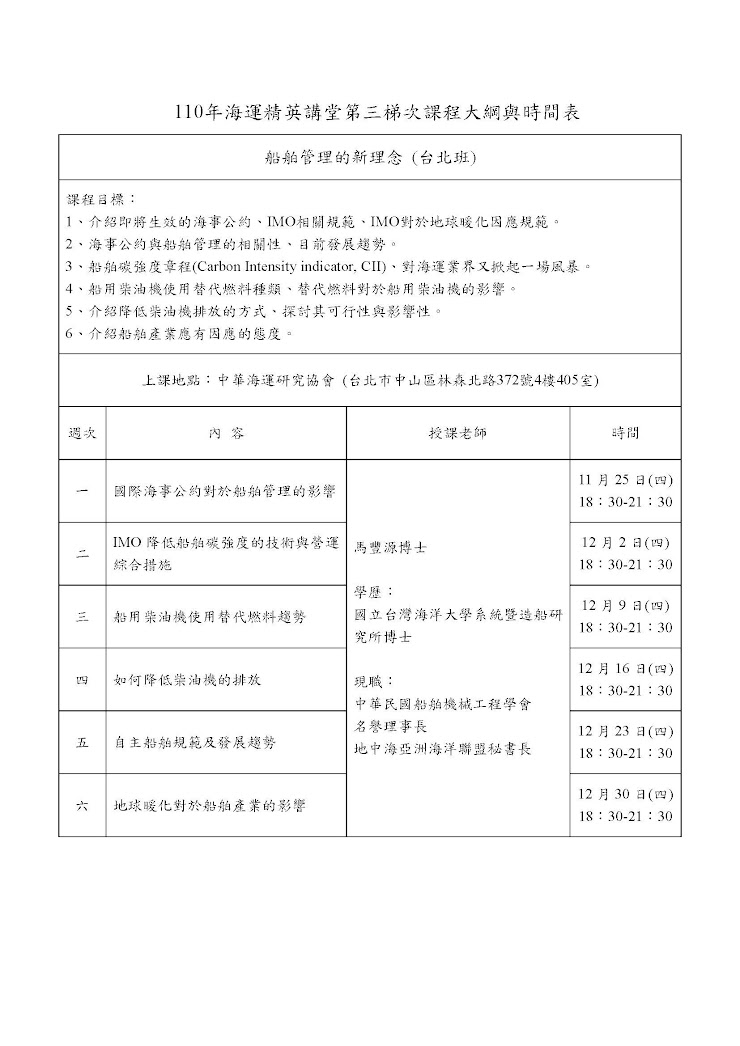 110年海運精英講堂第三梯次課程大綱與時間表
船舶管理的新理念 (台北班)
課程目標：
1、介紹即將生效的海事公約、IMO相關規範、IMO對於地球暖化因應規範。
2、海事公約與船舶管理的相關性、目前發展趨勢。
3、船舶碳強度章程(Carbon Intensity indicator, CII)、對海運業界又掀起一場風暴。
4、船用柴油機使用替代燃料種類、替代燃料對於船用柴油機的影響。
5、介紹降低柴油機排放的方式、探討其可行性與影響性。
6、介紹船舶產業應有因應的態度。
上課地點：中華海運研究協會 (台北市中山區林森北路372號4樓405室)
週次 內 容 授課老師 時間
一 國際海事公約對於船舶管理的影響 11 月 25 日(四)
18：30-21：30
二 IMO 降低船舶碳強度的技術與營運
綜合措施
12 月 2 日(四)
18：30-21：30
三 船用柴油機使用替代燃料趨勢 12 月 9 日(四)
18：30-21：30
四 如何降低柴油機的排放 12 月 16 日(四)
18：30-21：30
五 自主船舶規範及發展趨勢 12 月 23 日(四)
18：30-21：30
六 地球暖化對於船舶產業的影響 12 月 30 日(四)
18：30-21：30
馬豐源博士
學歷：
國立台灣海洋大學系統暨造船研
究所博士
現職：
中華民國船舶機械工程學會
名譽理事長
地中海亞洲海洋聯盟秘書長